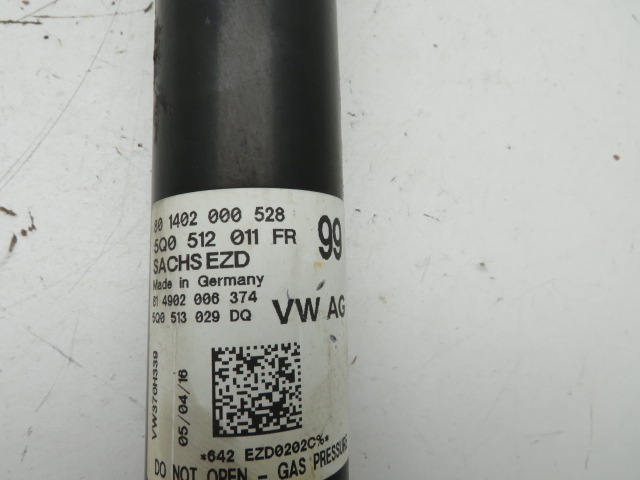 80 1402 000 528
5Q0 512 011 FR 99
SACHS EZD
Made in Germany
81 4902 006 374
5Q0 513 029 DQ VW AG
VW370H339
05/04/16
*642 EZD0202C%*
DO NOT OPEN - GAS PRESSURE